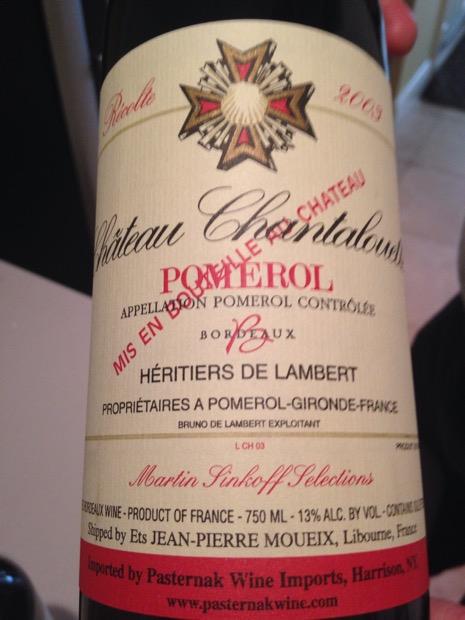 Récolte 2003
Château Chantalouse
POMEROL
MIS EN BOUTEILLE AU CHATEAU
APPELLATION POMEROL CONTRÔLÉE
BORDEAUX
HÉRITIERS DE LAMBERT
PROPRIÉTAIRES A POMEROL-GIRONDE-FRANCE
BRUNO DE LAMBERT EXPLOITANT
L CH 03
Martin Sinkoff Selections
BORDEAUX WINE - PRODUCT OF FRANCE - 750 ML - 13% ALC. BY VOL - CONTAINS
Shipped by Ets JEAN-PIERRE MOUEIX, Libourne, France
Imported by Pasternak Wine Imports, Harrison, NY
www.pasternakwine.com